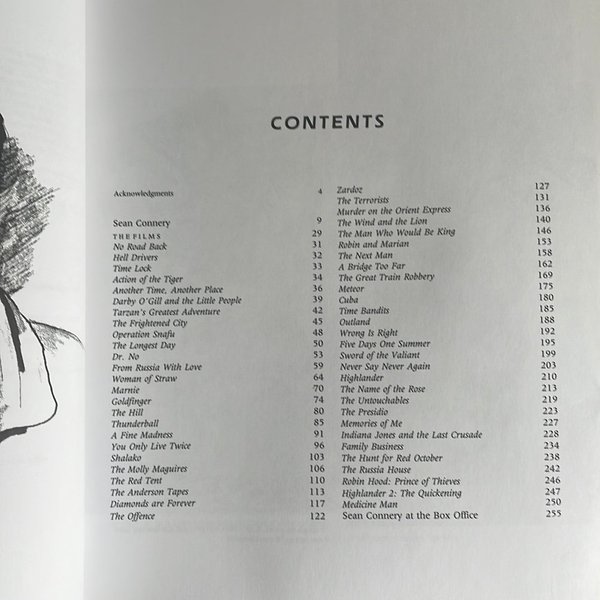 CONTENTS
Acknowledgments 4
Sean Connery 9
THE FILMS 29
No Road Back 31
Hell Drivers 32
Time Lock 33
Action of the Tiger 34
Another Time, Another Place 36
Darby O'Gill and the Little People 39
Tarzan's Greatest Adventure 42
The Frightened City 45
Operation Snafu 48
The Longest Day 50
Dr. No 53
From Russia With Love 59
Woman of Straw 64
Marnie 70
Goldfinger 74
The Hill 80
Thunderball 85
A Fine Madness 91
You Only Live Twice 96
Shalako 103
The Molly Maguires 106
The Red Tent 110
The Anderson Tapes 113
Diamonds are Forever 117
The Offence 122
Zardoz 127
The Terrorists 131
Murder on the Orient Express 136
The Wind and the Lion 140
The Man Who Would Be King 146
Robin and Marian 153
The Next Man 158
A Bridge Too Far 162
The Great Train Robbery 169
Meteor 175
Cuba 180
Time Bandits 185
Outland 188
Wrong Is Right 192
Five Days One Summer 195
Sword of the Valiant 199
Never Say Never Again 203
Highlander 210
The Name of the Rose 213
The Untouchables 219
The Presidio 223
Memories of Me 227
Indiana Jones and the Last Crusade 228
Family Business 234
The Hunt for Red October 238
The Russia House 242
Robin Hood: Prince of Thieves 246
Highlander 2: The Quickening 247
Medicine Man 250
Sean Connery at the Box Office 255